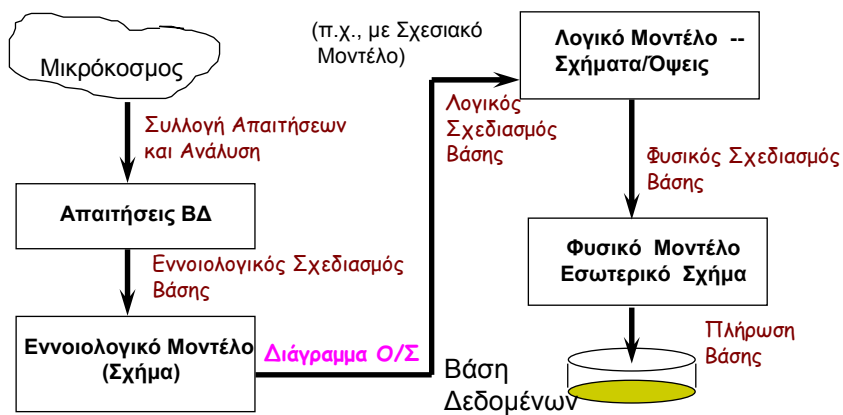 Μικρόκοσμος
Συλλογή Απαιτήσεων
και Ανάλυση
Απαιτήσεις ΒΔ
Εννοιολογικός Σχεδιασμός
Βάσης
Εννοιολογικό Μοντέλο
(Σχήμα)
Διάγραμμα Ο/Σ
(π.χ., με Σχεσιακό
Μοντέλο)
Λογικός
Σχεδιασμός
Βάσης
Λογικό Μοντέλο --
Σχήματα/Όψεις
Φυσικός Σχεδιασμός
Βάσης
Φυσικό Μοντέλο
Εσωτερικό Σχήμα
Πλήρωση
Βάσης
Βάση
Δεδομένων